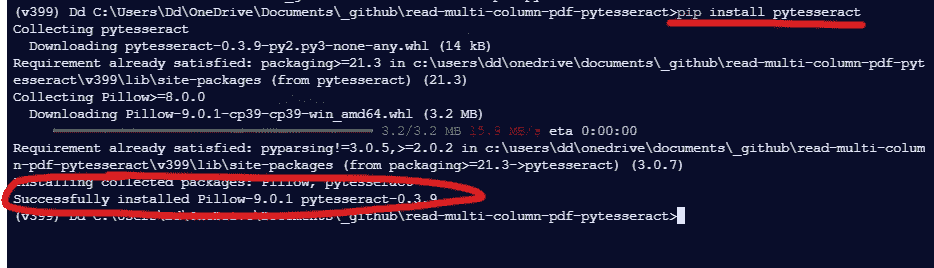 (v399) Dd C:\Users\Dd\OneDrive\Documents\_github\read-multi-column-pdf-pytesseract>pip install pytesseract
Collecting pytesseract
  Downloading pytesseract-0.3.9-py2.py3-none-any.whl (14 kB)
Requirement already satisfied: packaging>=21.3 in c:\users\dd\onedrive\documents\_github\read-multi-column-pdf-pyt
esseract\v399\lib\site-packages (from pytesseract) (21.3)
Collecting Pillow>=8.0.0
  Downloading Pillow-9.0.1-cp39-cp39-win_amd64.whl (3.2 MB)
3.2/3.2 MB 15.9 MB/s eta 0:00:00
Requirement already satisfied: pyparsing!=3.0.5,>=2.0.2 in c:\users\dd\onedrive\documents\_github\read-multi-colum
n-pdf-pytesseract\v399\lib\site-packages (from packaging>=21.3->pytesseract) (3.0.7)
Installing collected packages: Pillow, pytesseract
Successfully installed Pillow-9.0.1 pytesseract-0.3.9
(v399) Dd C:\Users\Dd\OneDrive\Documents\_github\read-multi-column-pdf-pytesseract>